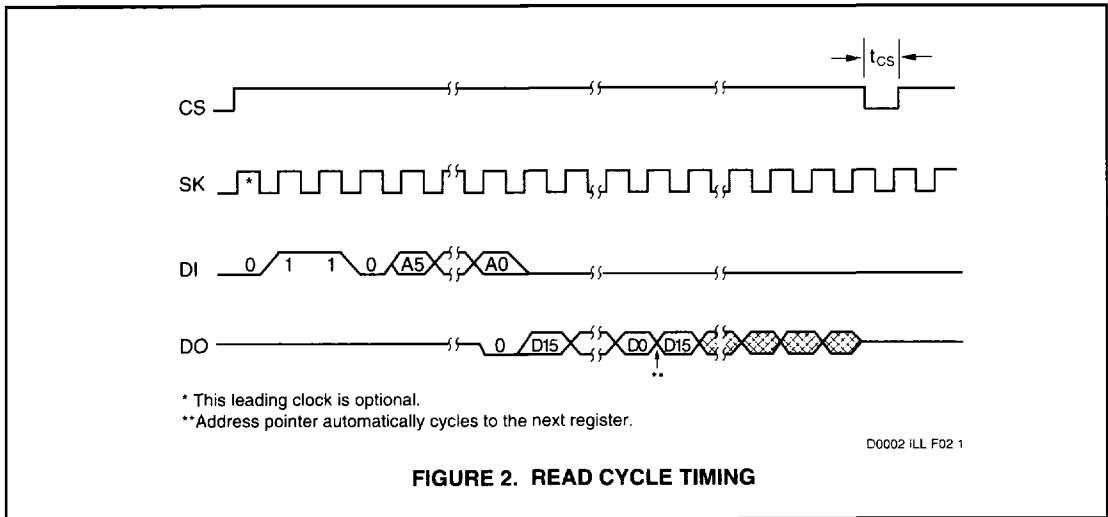 tCS
CS
SK *
DI 0 1 1 0 A5 A0
DO 0 D15 D0 D15
**
* This leading clock is optional.
**Address pointer automatically cycles to the next register.
D0002 ILL F02 1
FIGURE 2. READ CYCLE TIMING